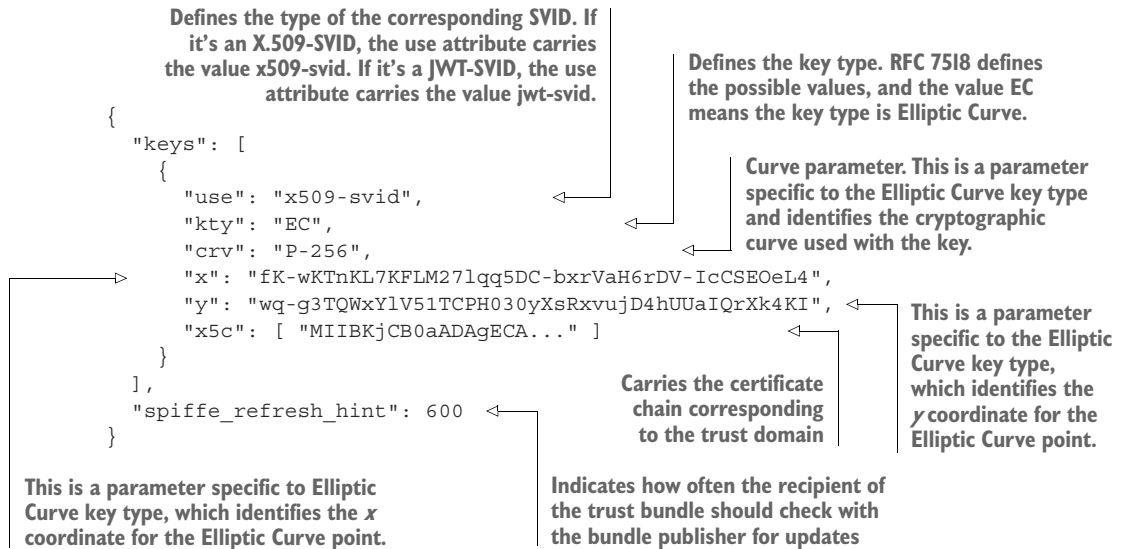 Defines the type of the corresponding SVID. If
it's an X.509-SVID, the use attribute carries
the value x509-svid. If it's a JWT-SVID, the use
attribute carries the value jwt-svid.
Defines the key type. RFC 7518 defines
the possible values, and the value EC
means the key type is Elliptic Curve.
Curve parameter. This is a parameter
specific to the Elliptic Curve key type
and identifies the cryptographic
curve used with the key.
{
"keys": [
{
"use": "x509-svid",
"kty": "EC",
"crv": "P-256",
"x": "fK-wKTnKL7KFLM27lqq5DC-bxrVaH6rDV-IcCSEOeL4",
"y": "wq-g3TQWxYlV51TCPH030yXsRxvujD4hUUaIQrXk4KI",
"x5c": [ "MIIBKjCB0aADAgECA..." ]
}
],
"spiffe_refresh_hint": 600
}
This is a parameter
specific to the Elliptic
Curve key type,
which identifies the
y coordinate for the
Elliptic Curve point.
Carries the certificate
chain corresponding
to the trust domain
This is a parameter specific to Elliptic
Curve key type, which identifies the x
coordinate for the Elliptic Curve point.
Indicates how often the recipient of
the trust bundle should check with
the bundle publisher for updates